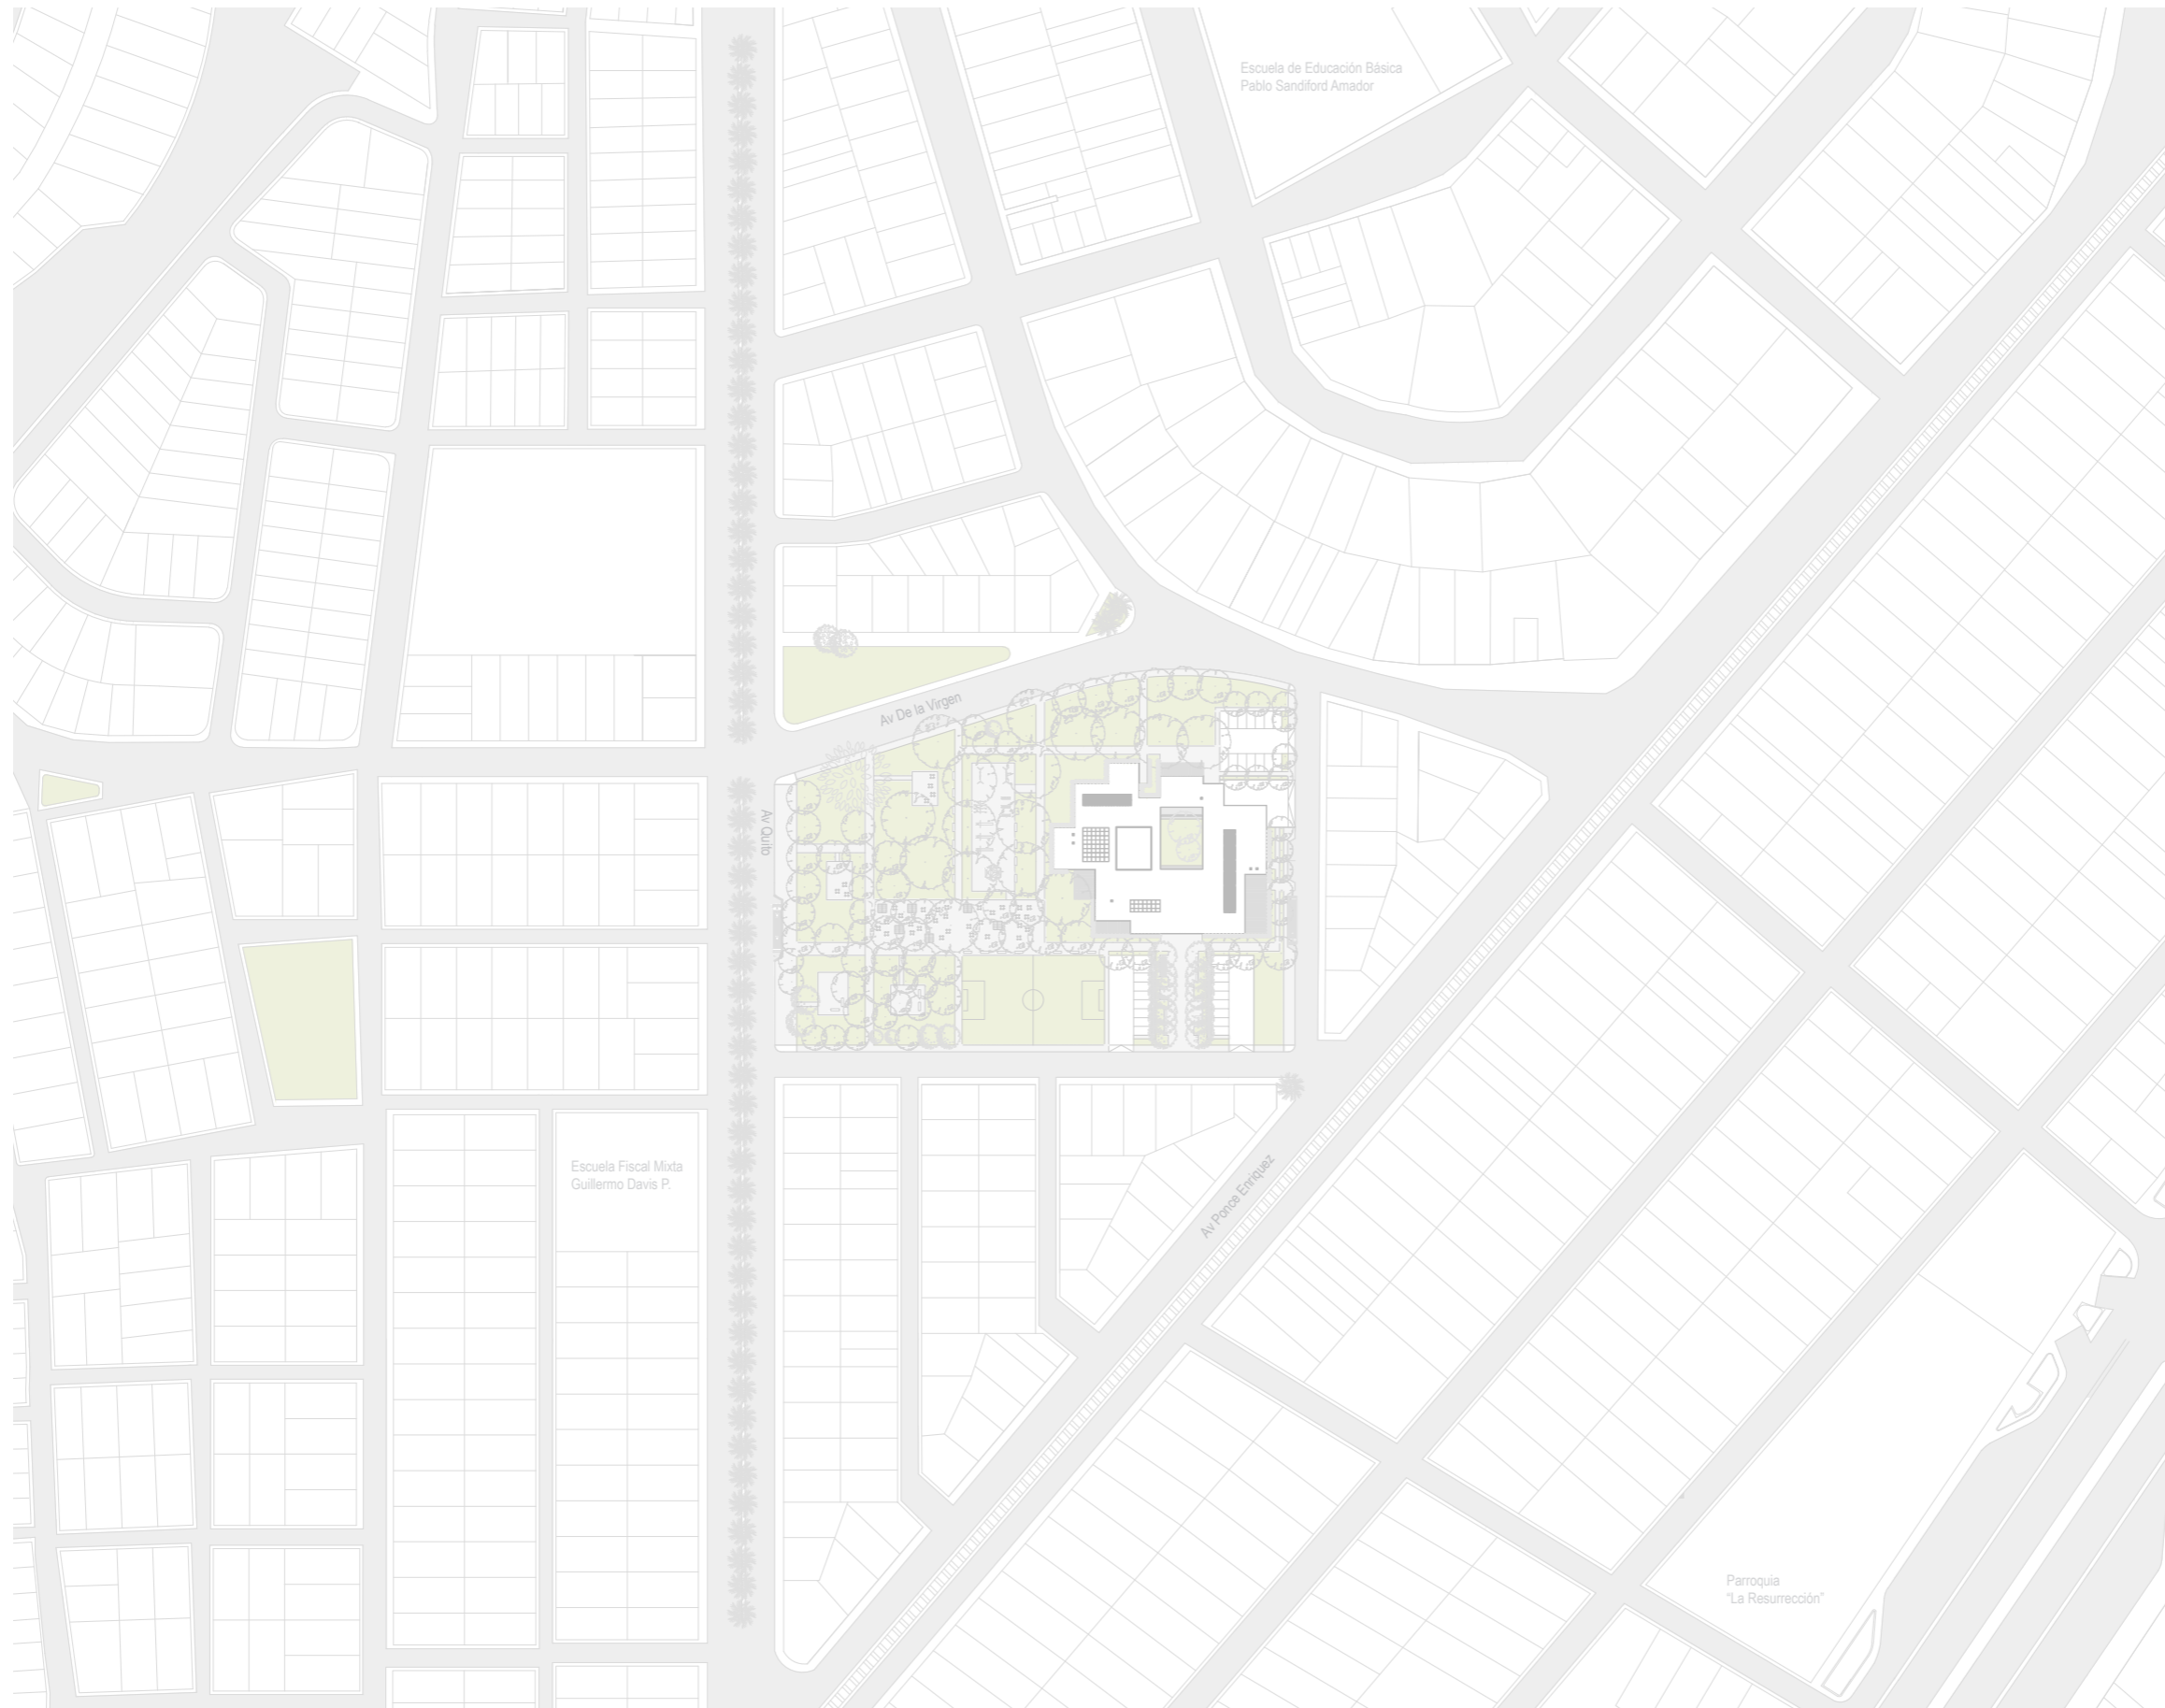 Escuela de Educación Básica
Pablo Sandiford Amador
Av De la Virgen
Av Quito
Escuela Fiscal Mixta
Guillermo Davis P.
Av Ponce Enriquez
Parroquia
“La Resurrección”